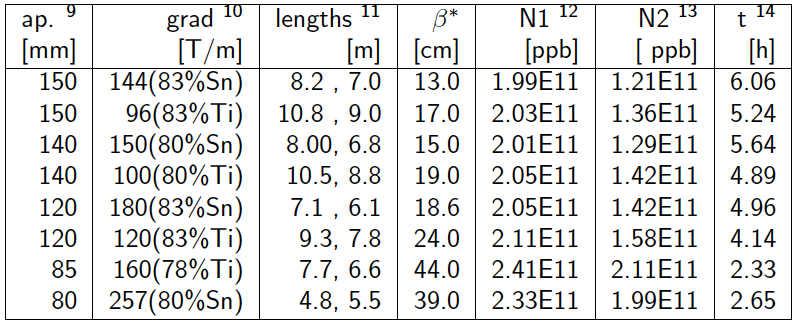 ap. 9 grad 10 lengths 11 β* N1 12 N2 13 t 14
[mm] [T/m] [m] [cm] [ppb] [ ppb] [h]
150 144(83%Sn) 8.2 , 7.0 13.0 1.99E11 1.21E11 6.06
150 96(83%Ti) 10.8 , 9.0 17.0 2.03E11 1.36E11 5.24
140 150(80%Sn) 8.00, 6.8 15.0 2.01E11 1.29E11 5.64
140 100(80%Ti) 10.5, 8.8 19.0 2.05E11 1.42E11 4.89
120 180(83%Sn) 7.1 , 6.1 18.6 2.05E11 1.42E11 4.96
120 120(83%Ti) 9.3, 7.8 24.0 2.11E11 1.58E11 4.14
85 160(78%Ti) 7.7, 6.6 44.0 2.41E11 2.11E11 2.33
80 257(80%Sn) 4.8, 5.5 39.0 2.33E11 1.99E11 2.65